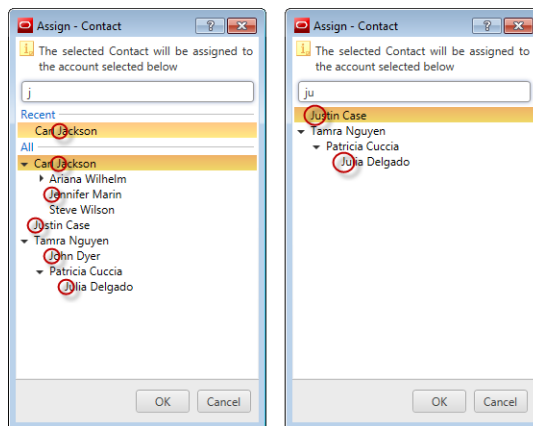 Assign - Contact
The selected Contact will be assigned to
the account selected below
j
Recent
Carl Jackson
All
Carl Jackson
Ariana Wilhelm
Jennifer Marin
Steve Wilson
Justin Case
Tamra Nguyen
John Dyer
Patricia Cuccia
Julia Delgado
OK
Cancel
Assign - Contact
The selected Contact will be assigned to
the account selected below
ju
Justin Case
Tamra Nguyen
Patricia Cuccia
Julia Delgado
OK
Cancel